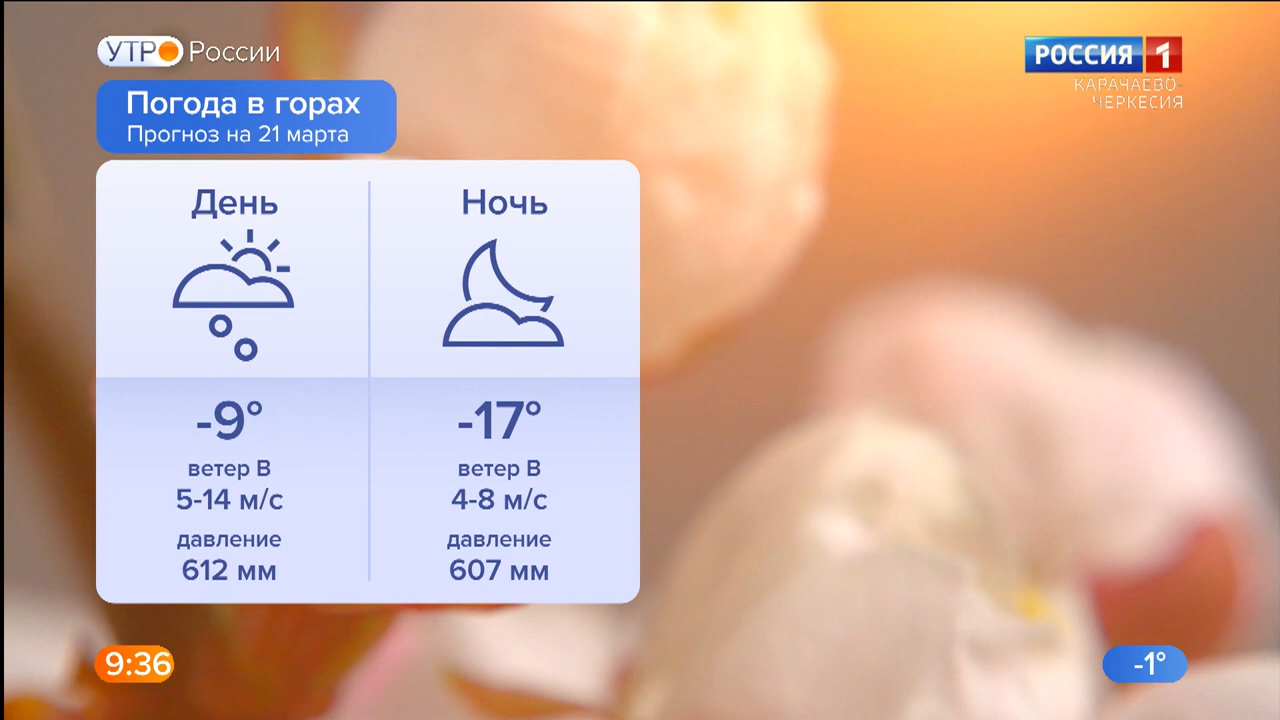 УТРО России
РОССИЯ 1
КАРАЧАЕВО-
ЧЕРКЕСИЯ
Погода в горах
Прогноз на 21 марта
День
Ночь
-9°
-17°
ветер В
ветер В
5-14 м/с
4-8 м/с
давление
давление
612 мм
607 мм
9:36
-1°